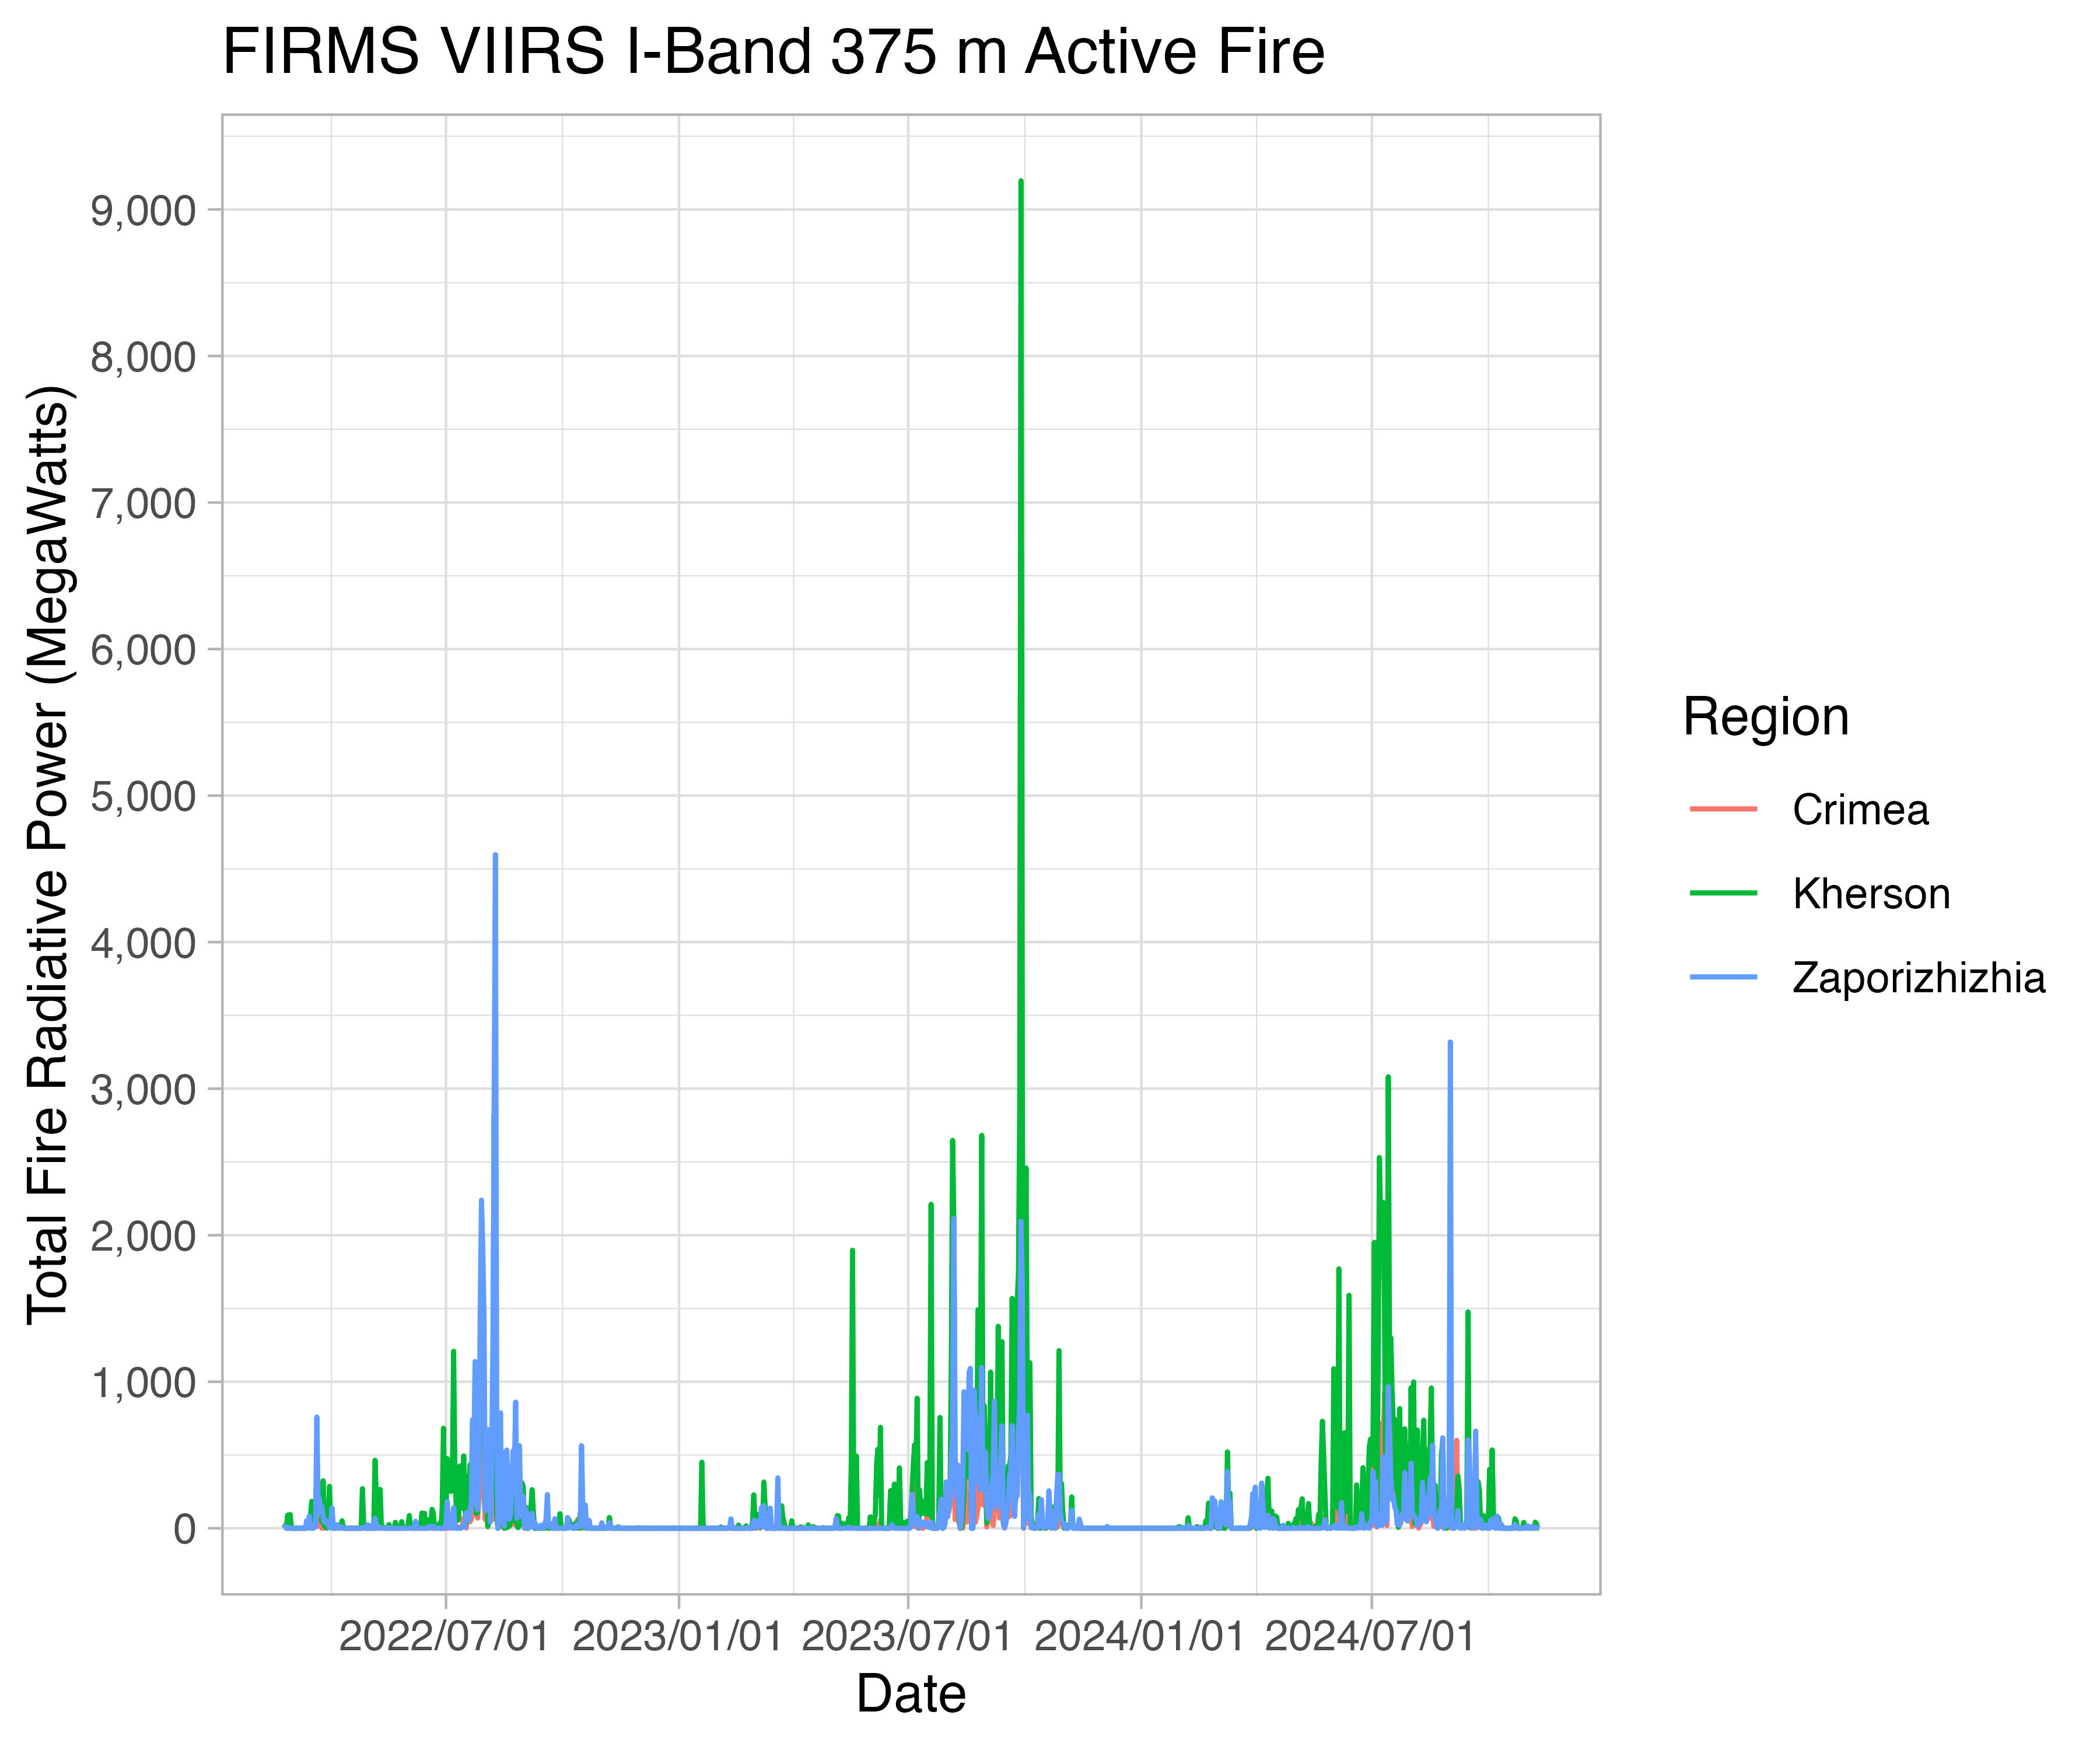 FIRMS VIIRS I-Band 375 m Active Fire
Total Fire Radiative Power (MegaWatts)
9,000
8,000
7,000
6,000
5,000
4,000
3,000
2,000
1,000
0
2022/07/01 2023/01/01 2023/07/01 2024/01/01 2024/07/01
Date
Region
Crimea
Kherson
Zaporizhizhia